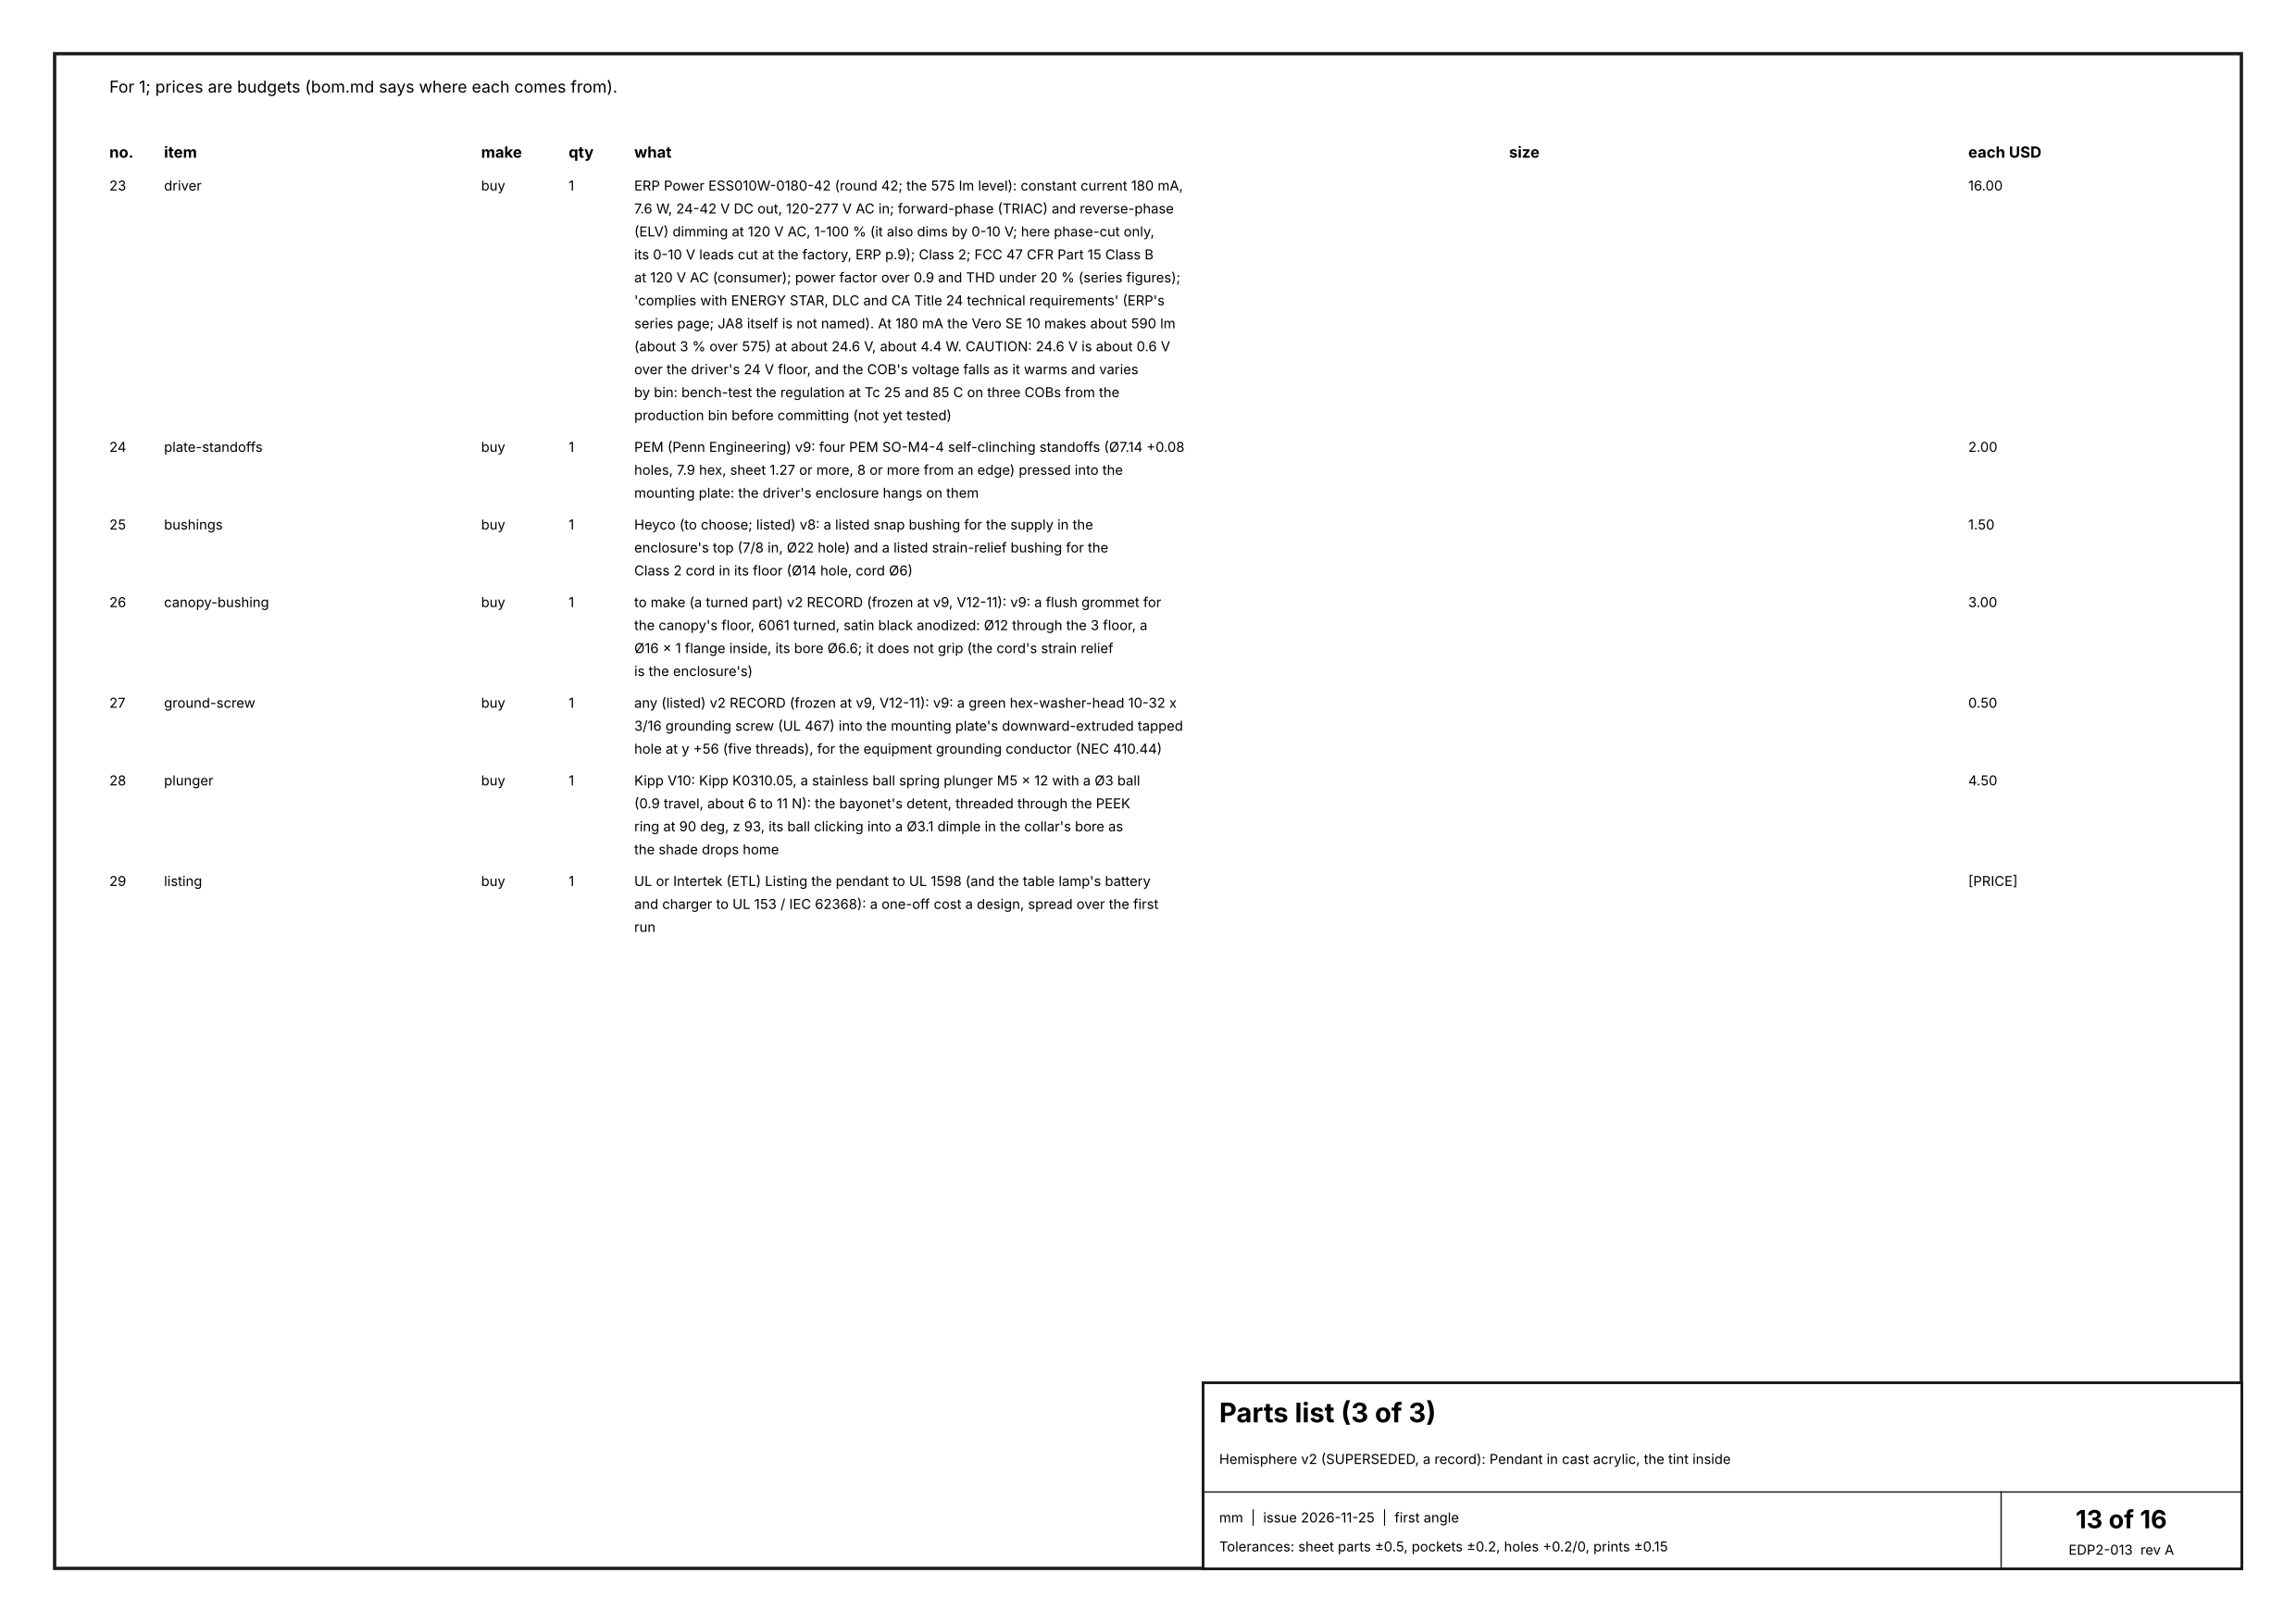 For 1; prices are budgets (bom.md says where each comes from).
no. item make qty what size each USD
23 driver buy 1 ERP Power ESS010W-0180-42 (round 42; the 575 lm level): constant current 180 mA, 16.00
7.6 W, 24-42 V DC out, 120-277 V AC in; forward-phase (TRIAC) and reverse-phase
(ELV) dimming at 120 V AC, 1-100 % (it also dims by 0-10 V; here phase-cut only,
its 0-10 V leads cut at the factory, ERP p.9); Class 2; FCC 47 CFR Part 15 Class B
at 120 V AC (consumer); power factor over 0.9 and THD under 20 % (series figures);
'complies with ENERGY STAR, DLC and CA Title 24 technical requirements' (ERP's
series page; JA8 itself is not named). At 180 mA the Vero SE 10 makes about 590 lm
(about 3 % over 575) at about 24.6 V, about 4.4 W. CAUTION: 24.6 V is about 0.6 V
over the driver's 24 V floor, and the COB's voltage falls as it warms and varies
by bin: bench-test the regulation at Tc 25 and 85 C on three COBs from the
production bin before committing (not yet tested)
24 plate-standoffs buy 1 PEM (Penn Engineering) v9: four PEM SO-M4-4 self-clinching standoffs (Ø7.14 +0.08 2.00
holes, 7.9 hex, sheet 1.27 or more, 8 or more from an edge) pressed into the
mounting plate: the driver's enclosure hangs on them
25 bushings buy 1 Heyco (to choose; listed) v8: a listed snap bushing for the supply in the 1.50
enclosure's top (7/8 in, Ø22 hole) and a listed strain-relief bushing for the
Class 2 cord in its floor (Ø14 hole, cord Ø6)
26 canopy-bushing buy 1 to make (a turned part) v2 RECORD (frozen at v9, V12-11): v9: a flush grommet for 3.00
the canopy's floor, 6061 turned, satin black anodized: Ø12 through the 3 floor, a
Ø16 × 1 flange inside, its bore Ø6.6; it does not grip (the cord's strain relief
is the enclosure's)
27 ground-screw buy 1 any (listed) v2 RECORD (frozen at v9, V12-11): v9: a green hex-washer-head 10-32 x 0.50
3/16 grounding screw (UL 467) into the mounting plate's downward-extruded tapped
hole at y +56 (five threads), for the equipment grounding conductor (NEC 410.44)
28 plunger buy 1 Kipp V10: Kipp K0310.05, a stainless ball spring plunger M5 × 12 with a Ø3 ball 4.50
(0.9 travel, about 6 to 11 N): the bayonet's detent, threaded through the PEEK
ring at 90 deg, z 93, its ball clicking into a Ø3.1 dimple in the collar's bore as
the shade drops home
29 listing buy 1 UL or Intertek (ETL) Listing the pendant to UL 1598 (and the table lamp's battery [PRICE]
and charger to UL 153 / IEC 62368): a one-off cost a design, spread over the first
run
Parts list (3 of 3)
Hemisphere v2 (SUPERSEDED, a record): Pendant in cast acrylic, the tint inside
mm | issue 2026-11-25 | first angle
Tolerances: sheet parts ±0.5, pockets ±0.2, holes +0.2/0, prints ±0.15
13 of 16
EDP2-013 rev A